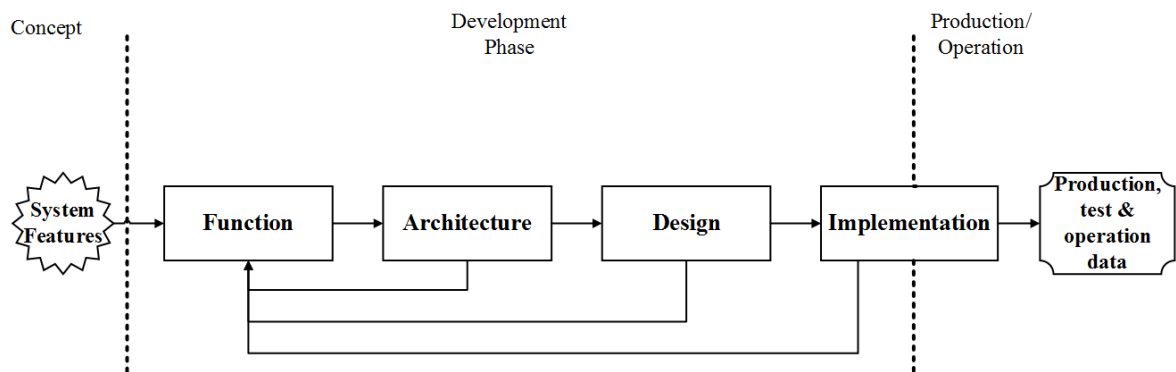 Concept
Development
Phase
Production/
Operation
System
Features
Function
Architecture
Design
Implementation
Production,
test &
operation
data